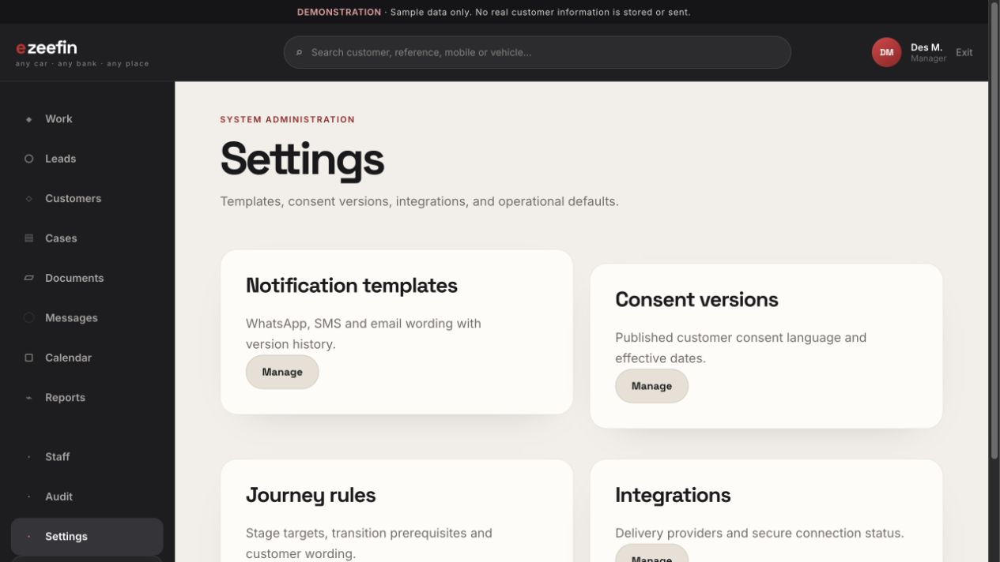 DEMONSTRATION · Sample data only. No real customer information is stored or sent.
ezeefin
any car · any bank · any place
Search customer, reference, mobile or vehicle...
DM
Des M.
Manager
Exit
Work
Leads
Customers
Cases
Documents
Messages
Calendar
Reports
Staff
Audit
Settings
SYSTEM ADMINISTRATION
Settings
Templates, consent versions, integrations, and operational defaults.
Notification templates
WhatsApp, SMS and email wording with
version history.
Manage
Consent versions
Published customer consent language and
effective dates.
Manage
Journey rules
Stage targets, transition prerequisites and
customer wording.
Integrations
Delivery providers and secure connection status.
Manage